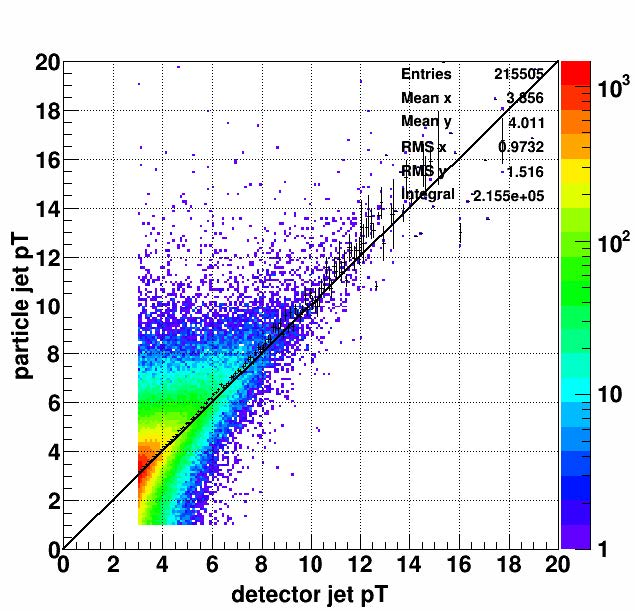 20
18
16
14
12
10
8
6
4
2
0
particle jet pT
Entries 215505
Mean x 3.856
Mean y 4.011
RMS x 0.9732
RMS y 1.516
Integral 2.155e+05
10³
10²
10
1
0 2 4 6 8 10 12 14 16 18 20
detector jet pT